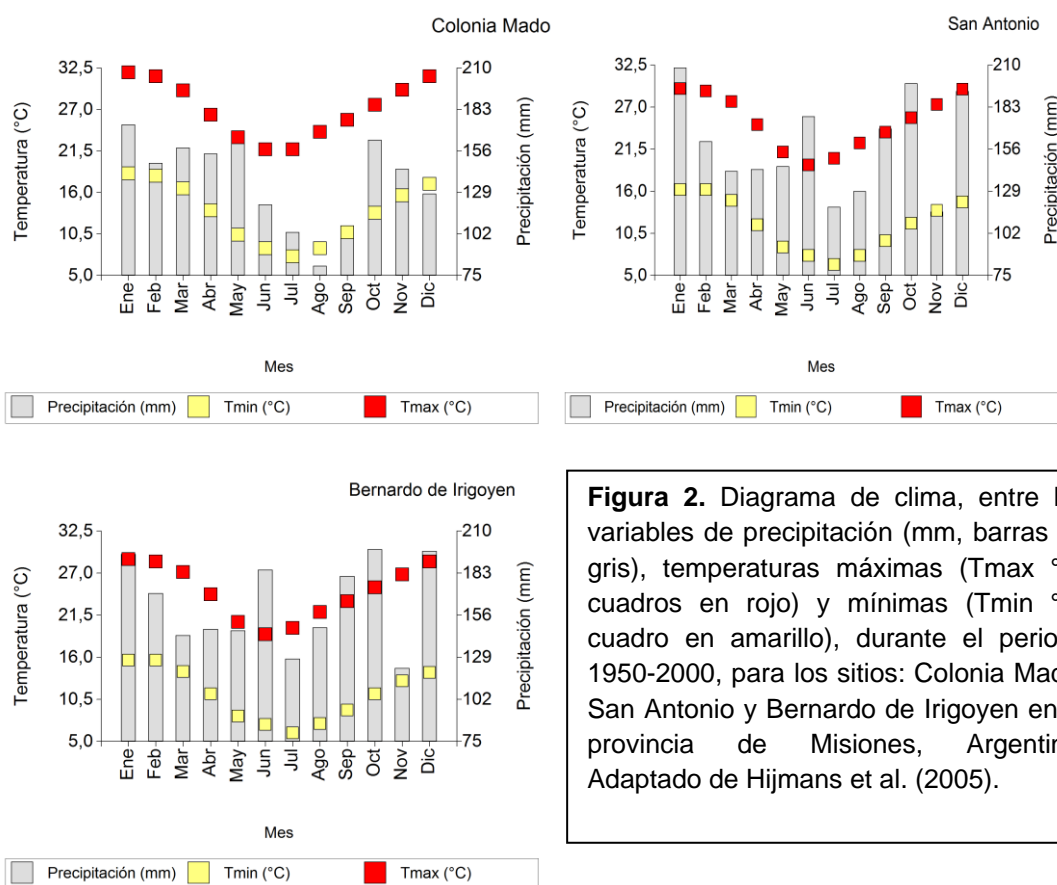 Colonia Mado
Temperatura (°C)
32,5
27,0
21,5
16,0
10,5
5,0
210
183
156
129
102
75
Precipitación (mm)
Ene Feb Mar Abr May Jun Jul Ago Sep Oct Nov Dic
Mes
Precipitación (mm) Tmin (°C) Tmax (°C)
San Antonio
Temperatura (°C)
32,5
27,0
21,5
16,0
10,5
5,0
210
183
156
129
102
75
Precipitación (mm)
Ene Feb Mar Abr May Jun Jul Ago Sep Oct Nov Dic
Mes
Precipitación (mm) Tmin (°C) Tmax (°C)
Bernardo de Irigoyen
Temperatura (°C)
32,5
27,0
21,5
16,0
10,5
5,0
210
183
156
129
102
75
Precipitación (mm)
Ene Feb Mar Abr May Jun Jul Ago Sep Oct Nov Dic
Mes
Precipitación (mm) Tmin (°C) Tmax (°C)
Figura 2. Diagrama de clima, entre
variables de precipitación (mm, barras
gris), temperaturas máximas (Tmax
cuadros en rojo) y mínimas (Tmin
cuadro en amarillo), durante el
1950-2000, para los sitios: Colonia
San Antonio y Bernardo de Irigoyen en
provincia de Misiones,
Adaptado de Hijmans et al. (2005).